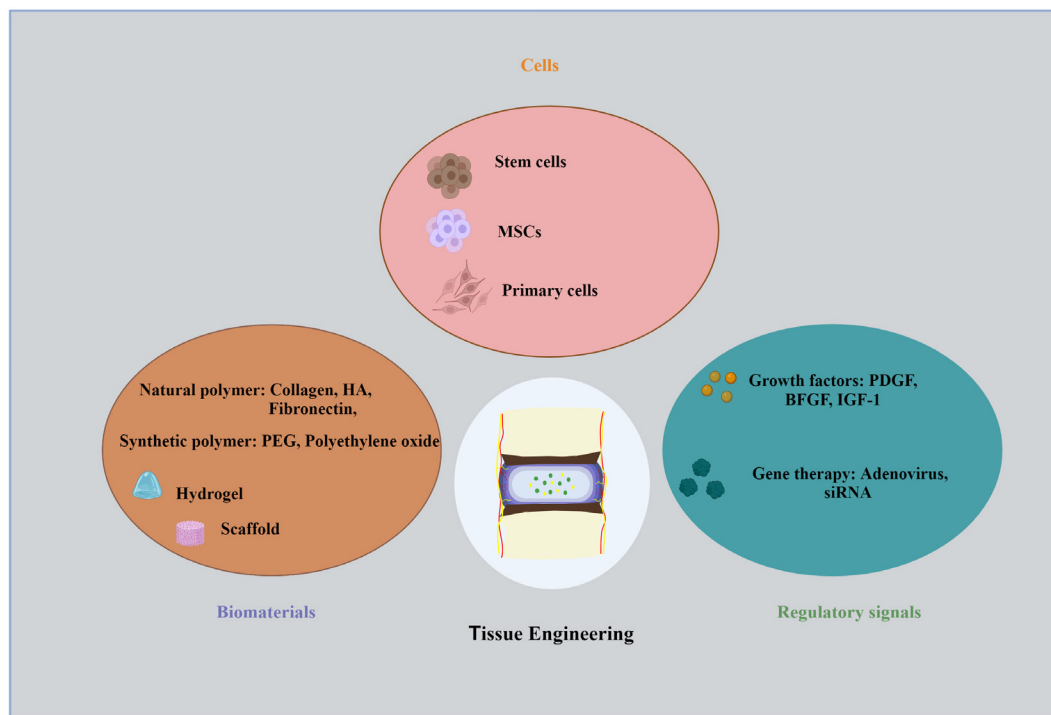 Cells
Stem cells
MSCs
Primary cells
Natural polymer: Collagen, HA,
Fibronectin,
Synthetic polymer: PEG, Polyethylene oxide
Hydrogel
Scaffold
Biomaterials
Growth factors: PDGF,
BFGF, IGF-1
Gene therapy: Adenovirus,
siRNA
Regulatory signals
Tissue Engineering